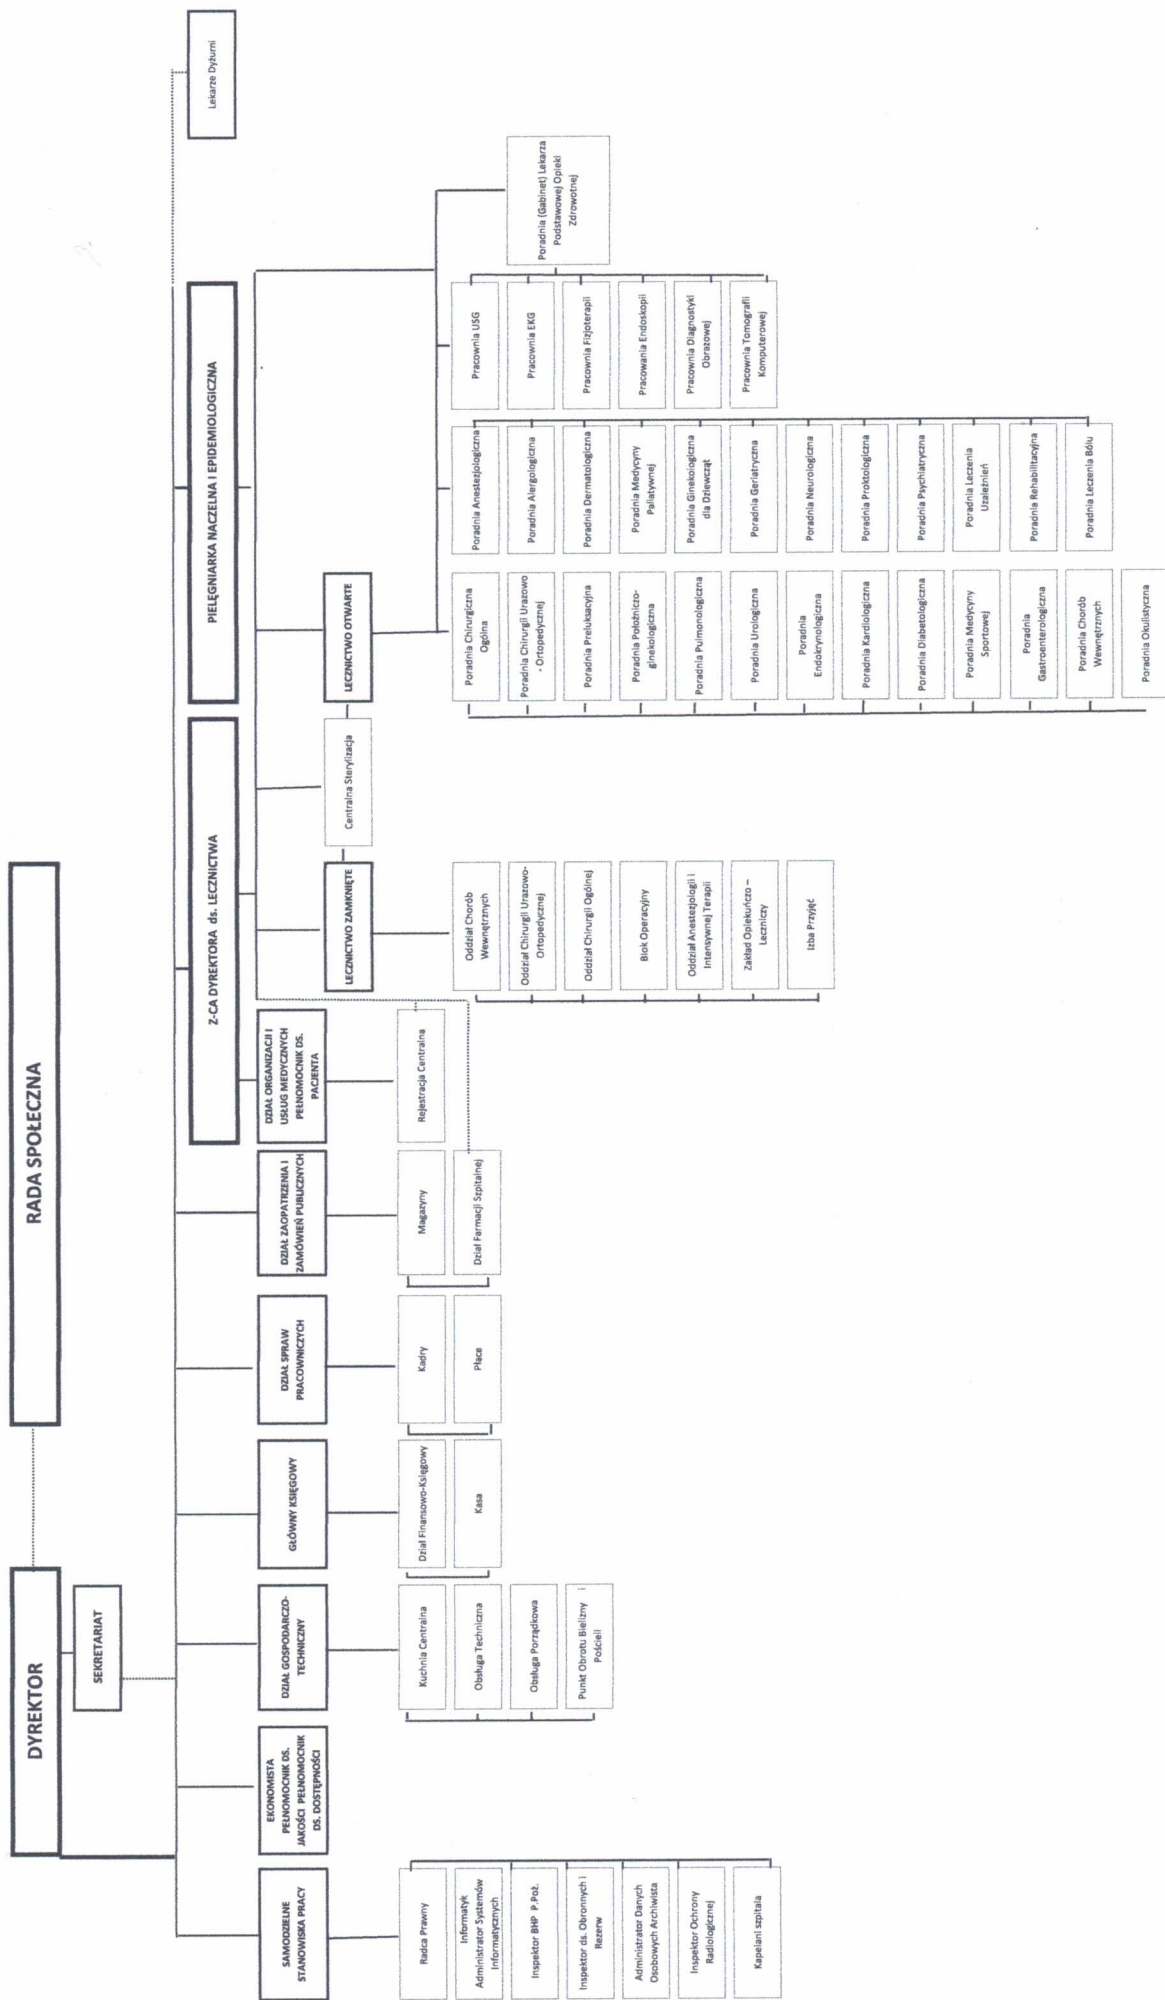 RADA SPOŁECZNA
DYREKTOR
SEKRETARIAT
Z-CA DYREKTORA ds. LECZNICTWA
PIELĘGNIARKA NACZELNA I EPIDEMIOLOGICZNA
Lekarze Dyżurni
SAMODZIELNE
STANOWISKA PRACY
EKONOMISTA
PEŁNOMOCNIK DS.
JAKOŚCI PEŁNOMOCNIK
DS. DOSTĘPNOŚCI
DZIAŁ GOSPODARCZO-
TECHNICZNY
GŁÓWNY KSIĘGOWY
DZIAŁ SPRAW
PRACOWNICZYCH
DZIAŁ ZAOPATRZENIA I
ZAMÓWIEŃ PUBLICZNYCH
DZIAŁ ORGANIZACJI I
USŁUG MEDYCZNYCH
PEŁNOMOCNIK DS.
PACJENTA
LECZNICTWO ZAMKNIĘTE
Centralna Sterylizacja
LECZNICTWO OTWARTE
Radca Prawny
Informatyk
Administrator Systemów
Informatycznych
Inspektor BHP P.Poż.
Inspektor ds. Obronnych i
Rezerw
Administrator Danych
Osobowych Archiwista
Inspektor Ochrony
Radiologicznej
Kapelani szpitala
Kuchnia Centralna
Obsługa Techniczna
Obsługa Porządkowa
Punkt Obrotu Bielizny i
Pościeli
Dział Finansowo-Księgowy
Kasa
Kadry
Płace
Magazyny
Dział Farmacji Szpitalnej
Rejestracja Centralna
Oddział Chorób
Wewnętrznych
Oddział Chirurgii Urazowo-
Ortopedycznej
Oddział Chirurgii Ogólnej
Blok Operacyjny
Oddział Anestezjologii i
Intensywnej Terapii
Zakład Opiekuńczo –
Leczniczy
Izba Przyjęć
Poradnia Chirurgiczna
Ogólna
Poradnia Chirurgii Urazowo
- Ortopedycznej
Poradnia Preluksacyjna
Poradnia Położniczo-
ginekologiczna
Poradnia Pulmonologiczna
Poradnia Urologiczna
Poradnia
Endokrynologiczna
Poradnia Kardiologiczna
Poradnia Diabetologiczna
Poradnia Medycyny
Sportowej
Poradnia
Gastroenterologiczna
Poradnia Chorób
Wewnętrznych
Poradnia Okulistyczna
Poradnia Anestezjologiczna
Poradnia Alergologiczna
Poradnia Dermatologiczna
Poradnia Medycyny
Paliatywnej
Poradnia Ginekologiczna
dla Dziewcząt
Poradnia Geriatryczna
Poradnia Neurologiczna
Poradnia Proktologiczna
Poradnia Psychiatryczna
Poradnia Leczenia
Uzależnień
Poradnia Rehabilitacyjna
Poradnia Leczenia Bólu
Pracownia USG
Pracownia EKG
Pracownia Fizjoterapii
Pracowania Endoskopii
Pracownia Diagnostyki
Obrazowej
Pracownia Tomografii
Komputerowej
Poradnia (Gabinet) Lekarza
Podstawowej Opieki
Zdrowotnej